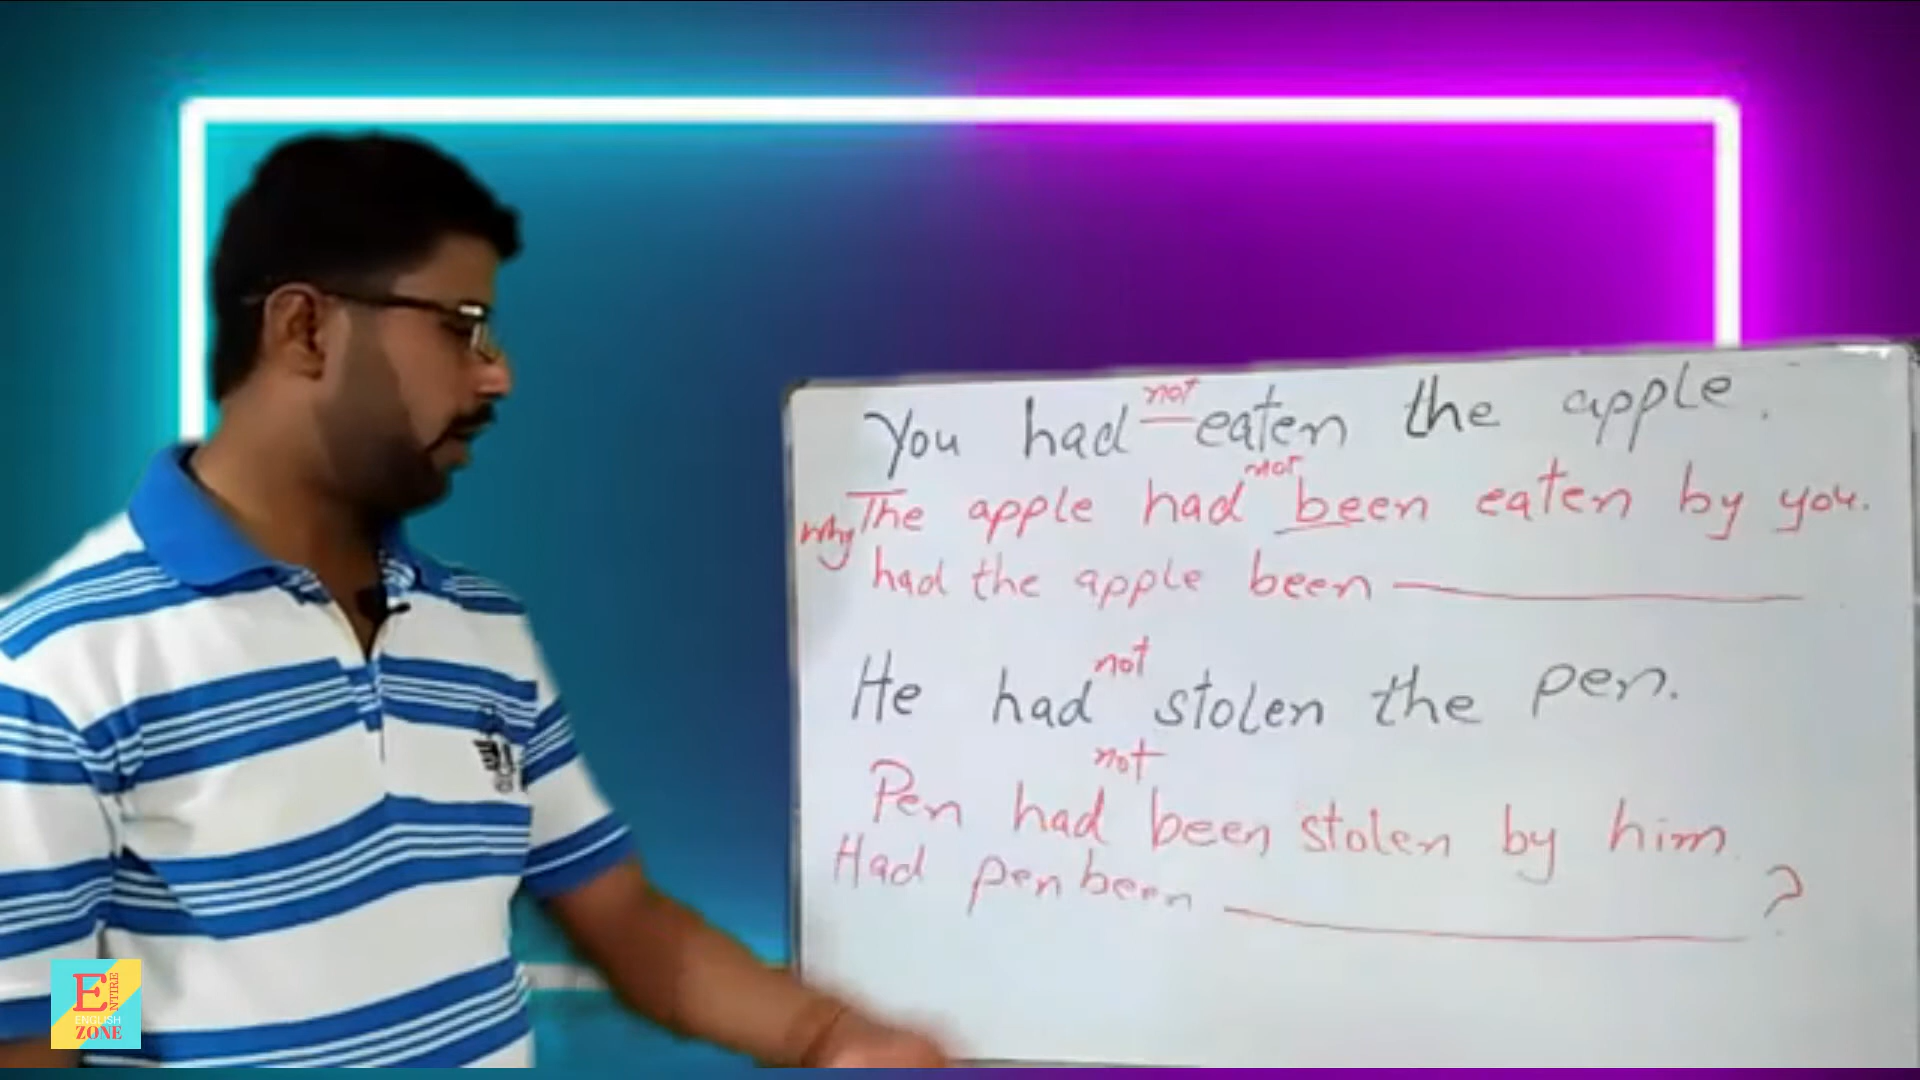 You had not eaten the apple.
The apple had not been eaten by you.
Why had the apple been
He had not stolen the pen.
Pen had not been stolen by him
Had pen been ?
ENTIRE
ENGLISH
ZONE